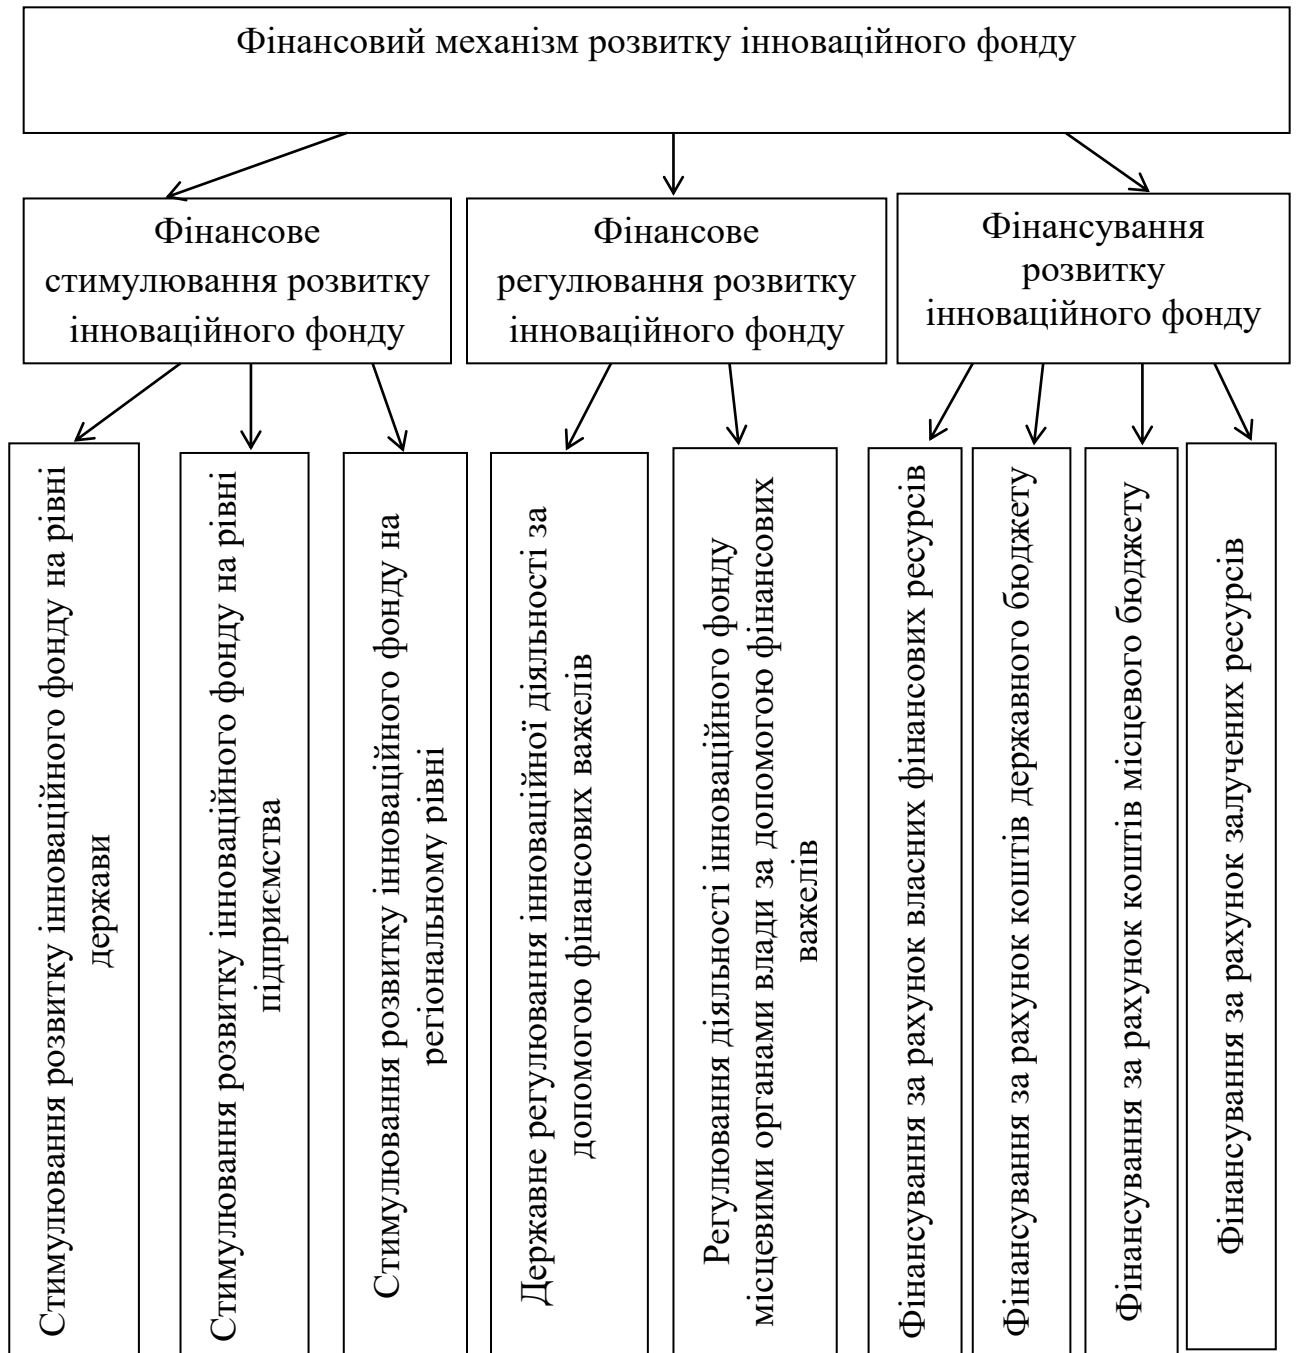 Фінансовий механізм розвитку інноваційного фонду
Фінансове
стимулювання розвитку
інноваційного фонду
Фінансове
регулювання розвитку
інноваційного фонду
Фінансування
розвитку
інноваційного фонду
Стимулювання розвитку інноваційного фонду на рівні
держави
Стимулювання розвитку інноваційного фонду на рівні
підприємства
Стимулювання розвитку інноваційного фонду на
регіональному рівні
Державне регулювання інноваційної діяльності за
допомогою фінансових важелів
Регулювання діяльності інноваційного фонду
місцевими органами влади за допомогою фінансових
важелів
Фінансування за рахунок власних фінансових ресурсів
Фінансування за рахунок коштів державного бюджету
Фінансування за рахунок коштів місцевого бюджету
Фінансування за рахунок залучених ресурсів